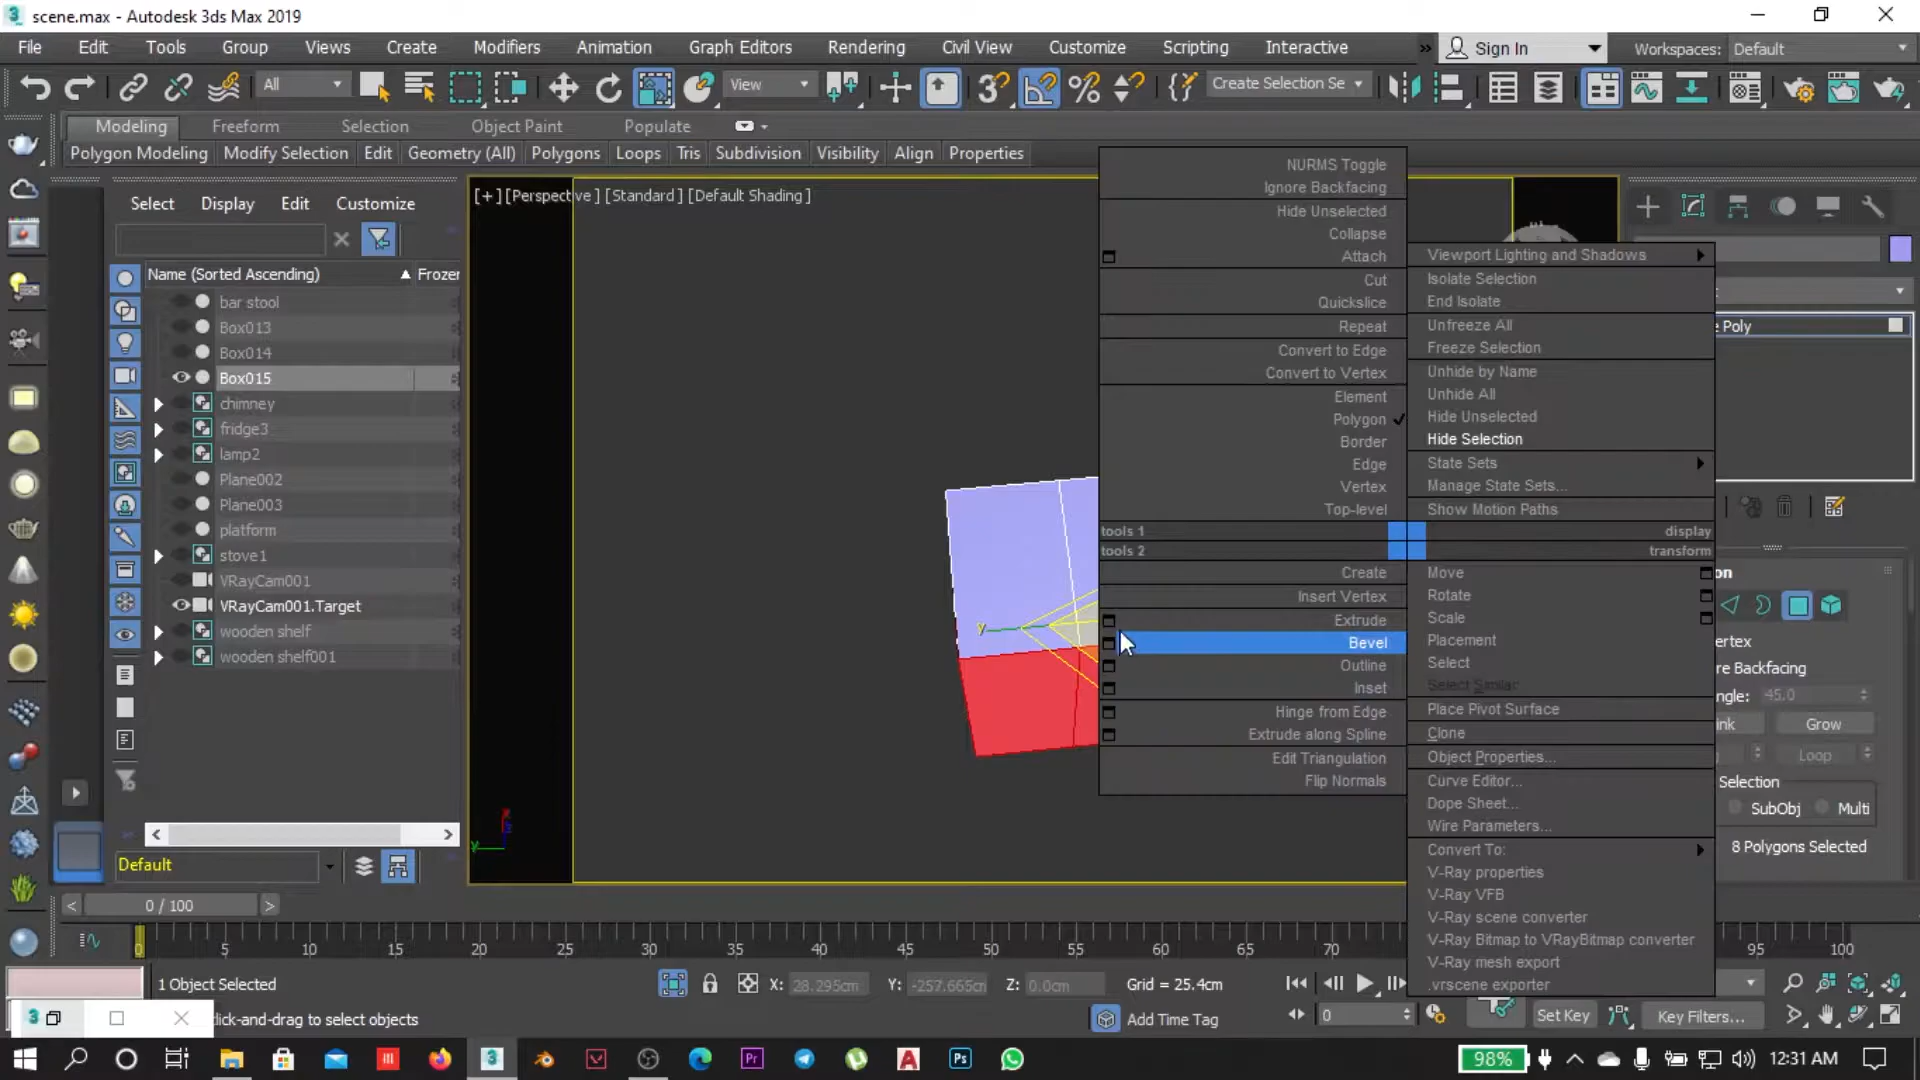 scene.max - Autodesk 3ds Max 2019
File Edit Tools Group Views Create Modifiers Animation Graph Editors Rendering Civil View Customize Scripting Interactive » Sign In Workspaces: Default
All View Create Selection Se
Modeling Freeform Selection Object Paint Populate
Polygon Modeling Modify Selection Edit Geometry (All) Polygons Loops Tris Subdivision Visibility Align Properties
Select Display Edit Customize
Name (Sorted Ascending) Frozen
bar stool
Box013
Box014
Box015
chimney
fridge3
lamp2
Plane002
Plane003
platform
stove1
VRayCam001
VRayCam001.Target
wooden shelf
wooden shelf001
Default
[+] [Perspective] [Standard] [Default Shading]
y
NURMS Toggle
Ignore Backfacing
Hide Unselected
Collapse
Attach
Cut
Quickslice
Repeat
Convert to Edge
Convert to Vertex
Element
Polygon
Border
Edge
Vertex
Top-level
tools 1
tools 2
Create
Insert Vertex
Extrude
Bevel
Outline
Inset
Hinge from Edge
Extrude along Spline
Edit Triangulation
Flip Normals
Viewport Lighting and Shadows
Isolate Selection
End Isolate
Unfreeze All
Freeze Selection
Unhide by Name
Unhide All
Hide Unselected
Hide Selection
State Sets
Manage State Sets...
Show Motion Paths
display
transform
Move
Rotate
Scale
Placement
Select
Select Similar
Place Pivot Surface
Clone
Object Properties...
Curve Editor...
Dope Sheet...
Wire Parameters...
Convert To:
V-Ray properties
V-Ray VFB
V-Ray scene converter
V-Ray Bitmap to VRayBitmap converter
V-Ray mesh export
.vrscene exporter
e Poly
on
ertex
re Backfacing
ngle: 45.0
ink Grow
Loop
Selection
SubObj Multi
8 Polygons Selected
< 0 / 100 >
0 5 10 15 20 25 30 35 40 45 50 55 60 65 70 95 100
1 Object Selected X: 28.295cm Y: -257.665cm Z: 0.0cm Grid = 25.4cm
lick-and-drag to select objects Add Time Tag 0 Set Key Key Filters...
98% 12:31 AM